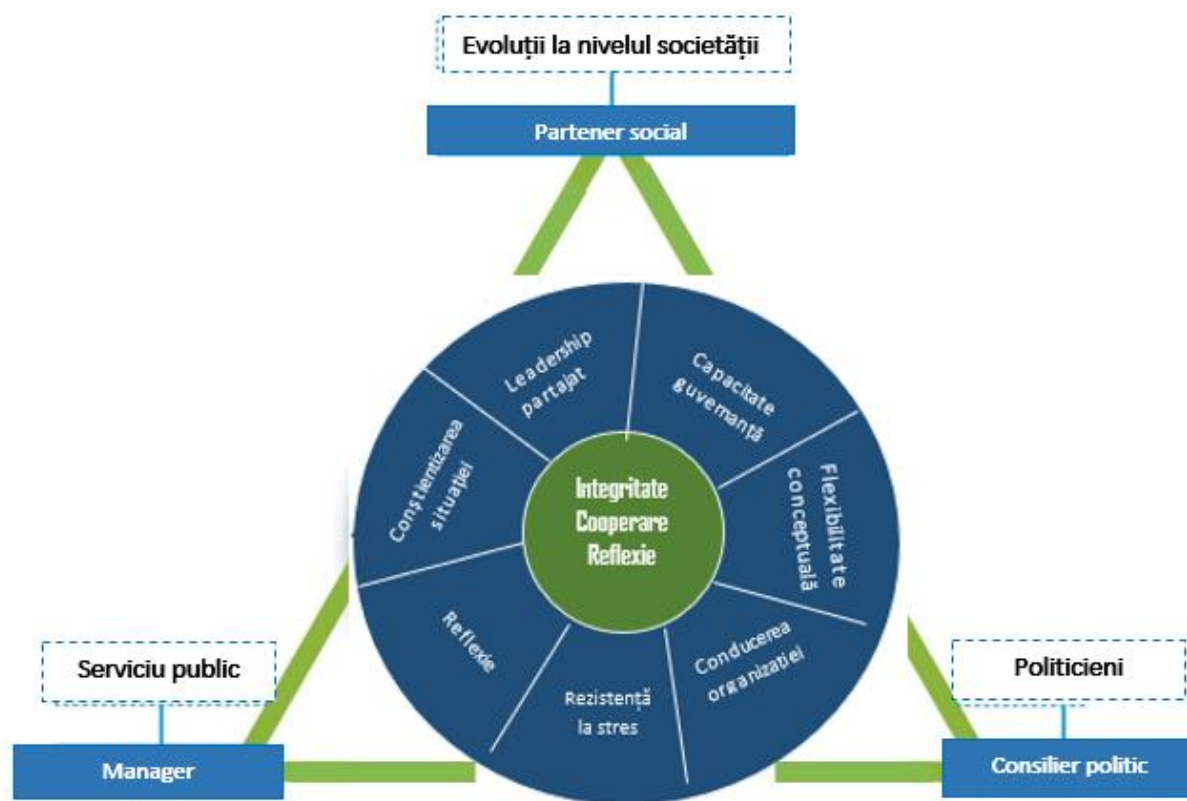 Evoluții la nivelul societății
Partener social
Leadership
partajat
Capacitate
guvemanță
Conștientizarea
situației
Flexibilitate
conceptuală
Integritate
Cooperare
Reflexie
Reflexie
Rezistență
la stres
Conducerea
organizației
Serviciu public
Manager
Politicieni
Consilier politic